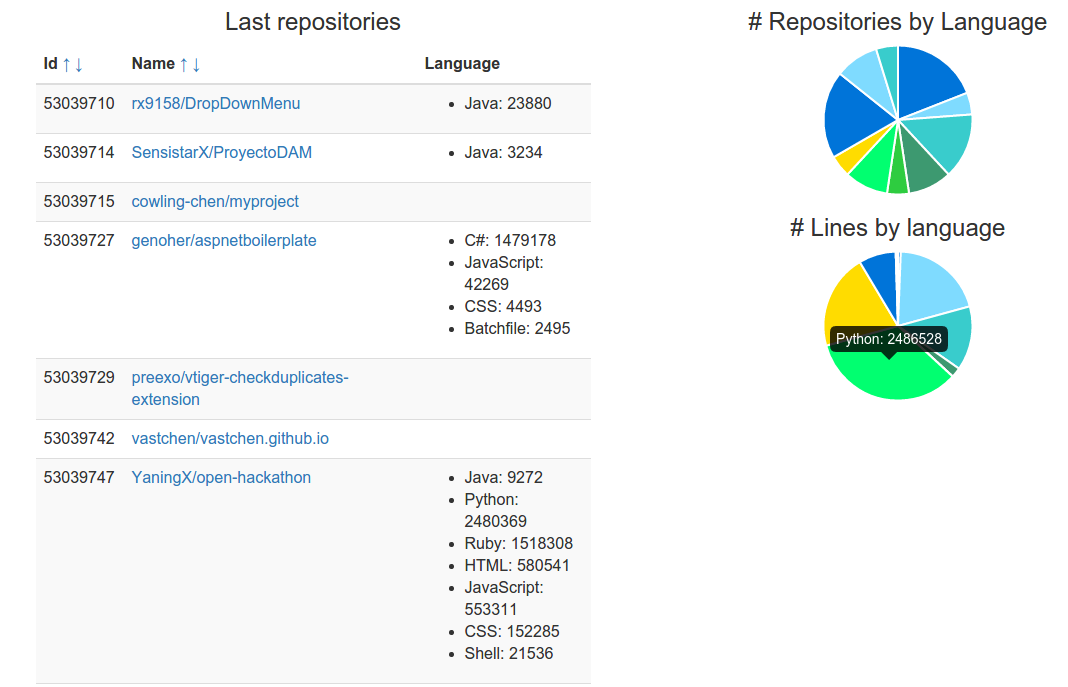 Last repositories
Id ↑↓ Name ↑↓ Language
53039710 rx9158/DropDownMenu • Java: 23880
53039714 SensistarX/ProyectoDAM • Java: 3234
53039715 cowling-chen/myproject
53039727 genoher/aspnetboilerplate • C#: 1479178
• JavaScript:
42269
• CSS: 4493
• Batchfile: 2495
53039729 preexo/vtiger-checkduplicates-
extension
53039742 vastchen/vastchen.github.io
53039747 YaningX/open-hackathon • Java: 9272
• Python:
2480369
• Ruby: 1518308
• HTML: 580541
• JavaScript:
553311
• CSS: 152285
• Shell: 21536
# Repositories by Language
# Lines by language
Python: 2486528